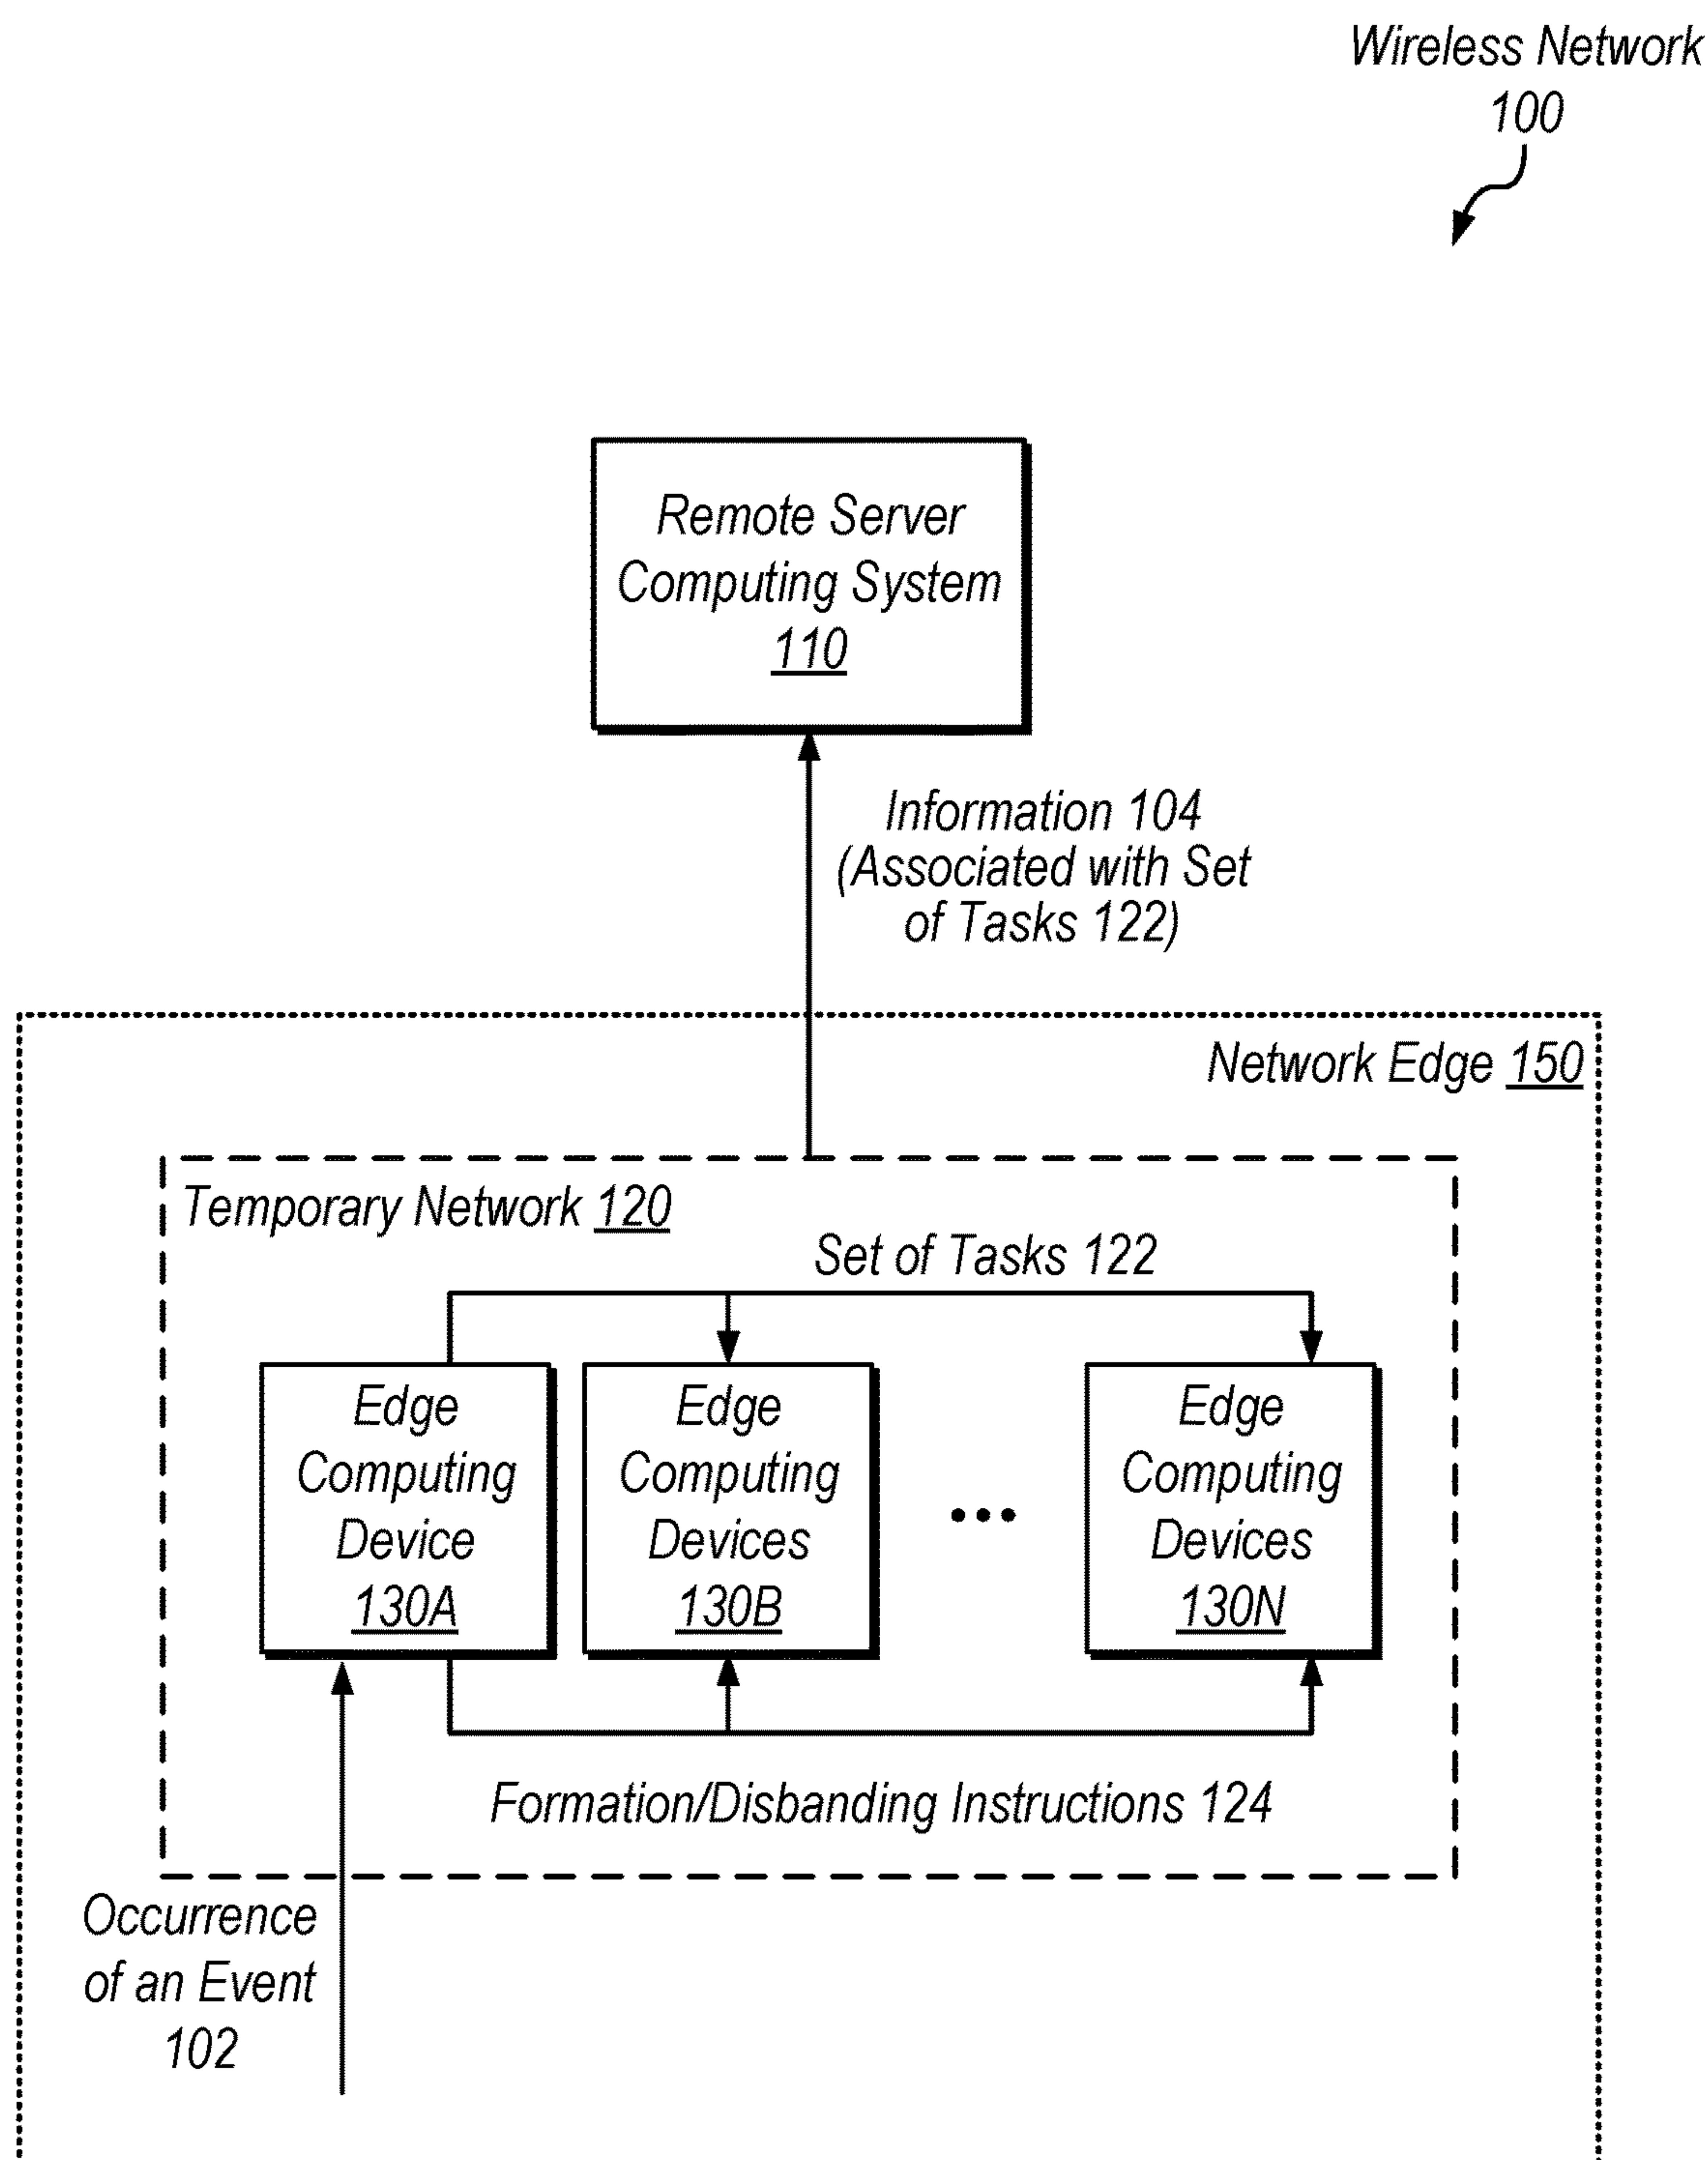 Wireless Network
100
Remote Server
Computing System
110
Information 104
(Associated with Set
of Tasks 122)
Network Edge 150
Temporary Network 120
Set of Tasks 122
Edge
Computing
Device
130A
Edge
Computing
Devices
130B
Edge
Computing
Devices
130N
Formation/Disbanding Instructions 124
Occurrence
of an Event
102